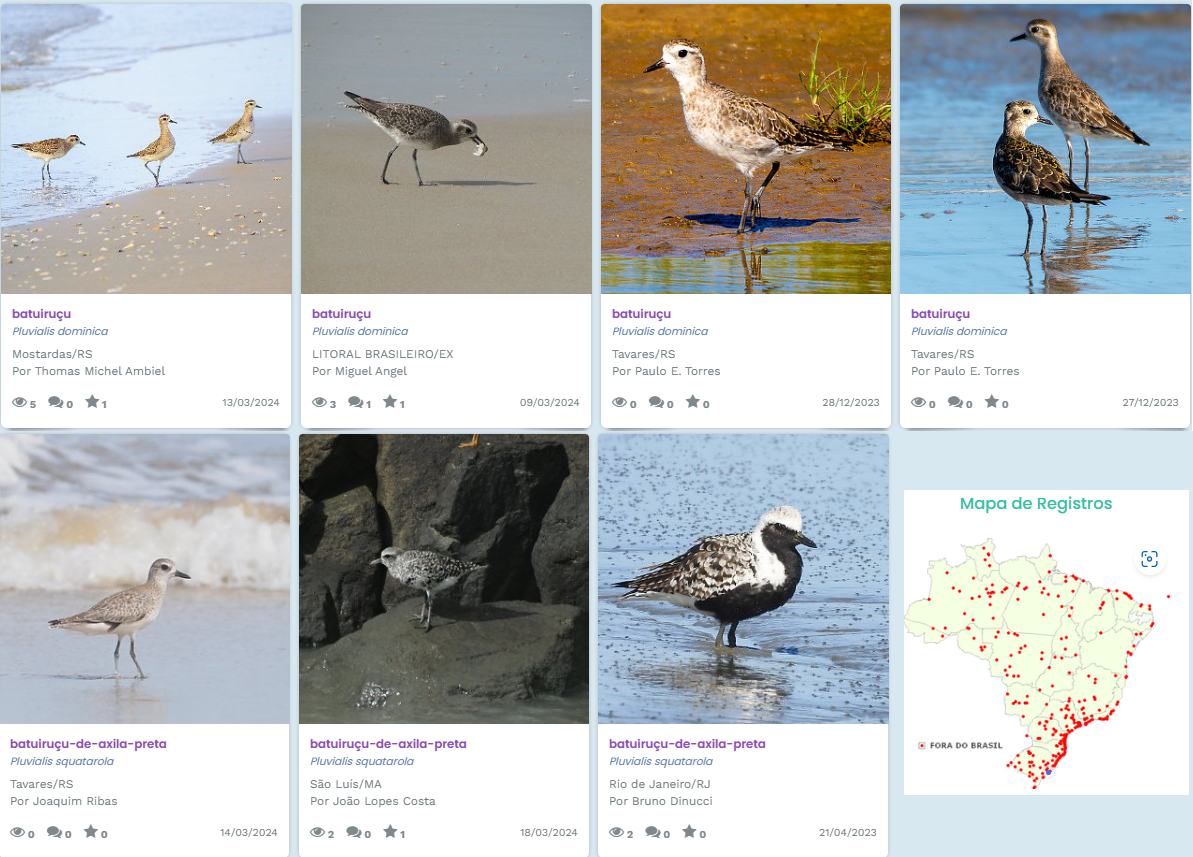 batuiruçu
Pluvialis dominica
Mostardas/RS
Por Thomas Michel Ambiel
5 0 1 13/03/2024
batuiruçu
Pluvialis dominica
LITORAL BRASILEIRO/EX
Por Miguel Angel
3 1 1 09/03/2024
batuiruçu
Pluvialis dominica
Tavares/RS
Por Paulo E. Torres
0 0 0 28/12/2023
batuiruçu
Pluvialis dominica
Tavares/RS
Por Paulo E. Torres
0 0 0 27/12/2023
batuiruçu-de-axila-preta
Pluvialis squatarola
Tavares/RS
Por Joaquim Ribas
0 0 0 14/03/2024
batuiruçu-de-axila-preta
Pluvialis squatarola
São Luís/MA
Por João Lopes Costa
2 0 1 18/03/2024
batuiruçu-de-axila-preta
Pluvialis squatarola
Rio de Janeiro/RJ
Por Bruno Dinucci
2 0 0 21/04/2023
Mapa de Registros
FORA DO BRASIL